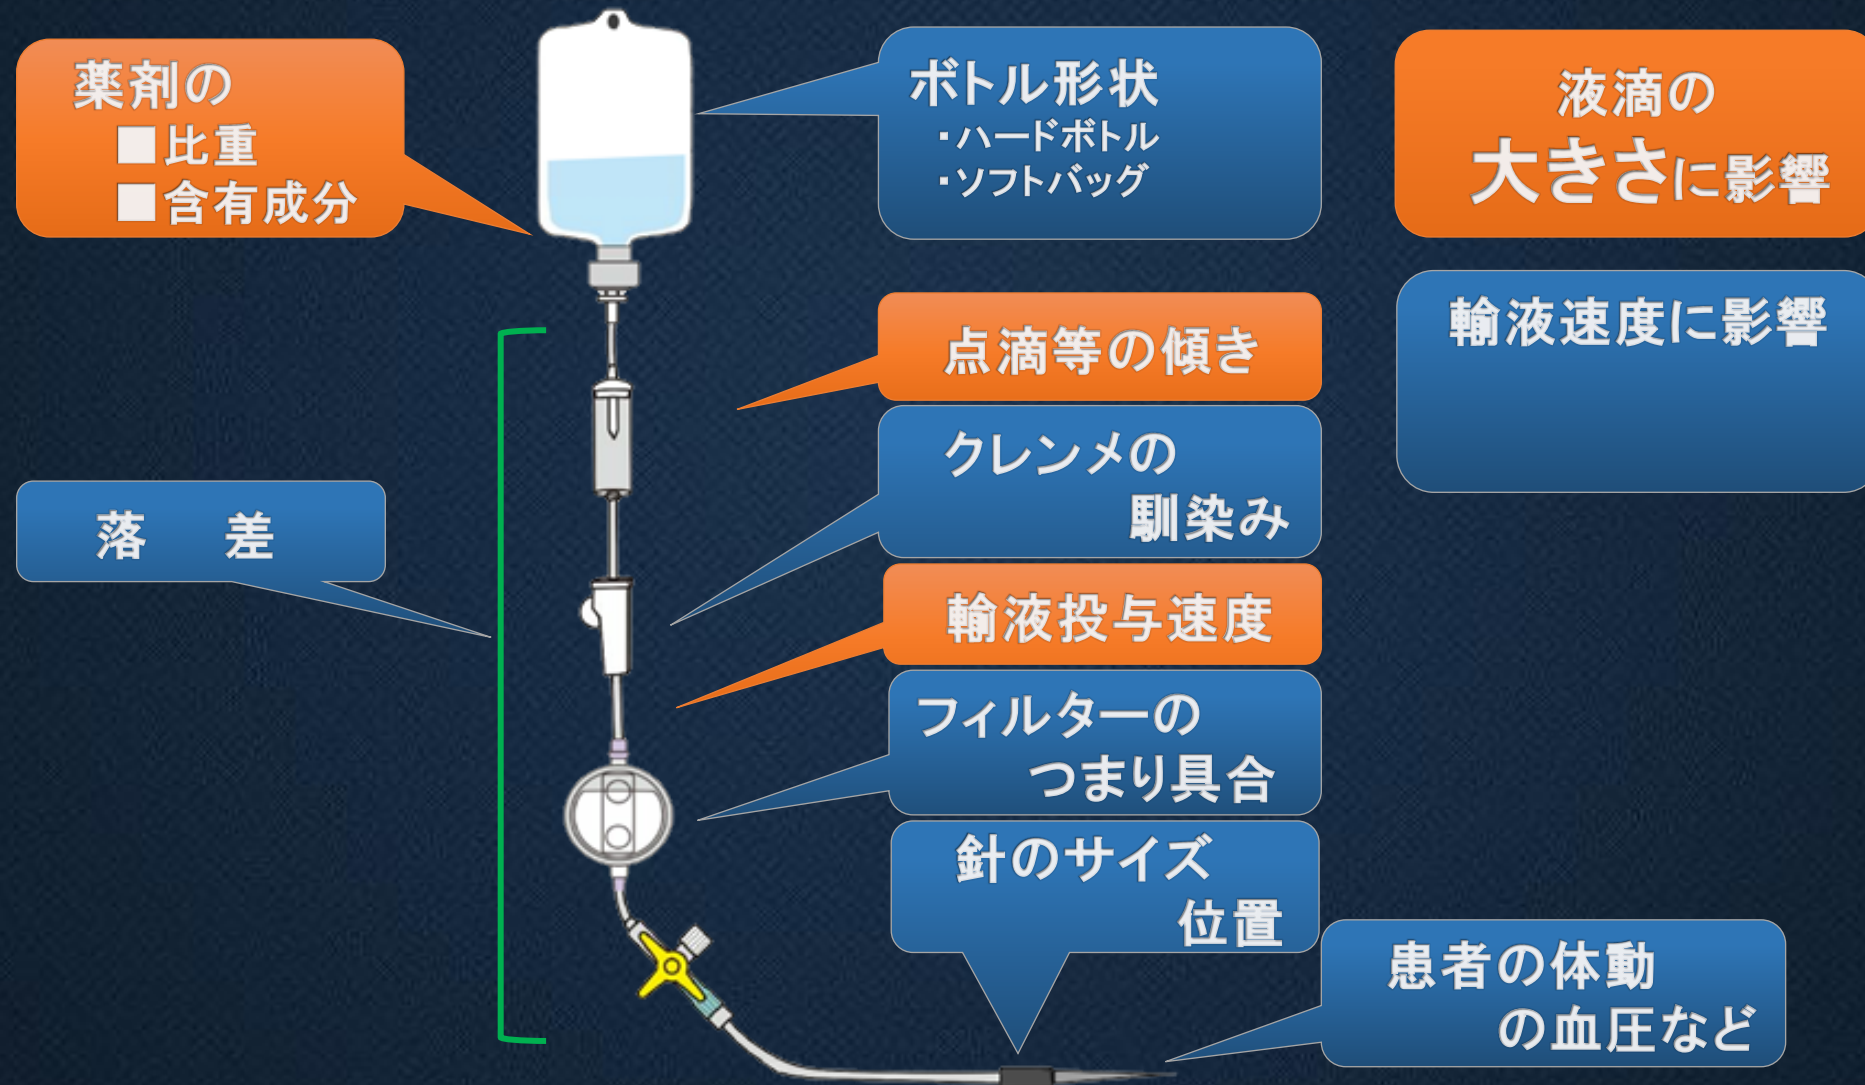 薬剤の
■比重
■含有成分
ボトル形状
・ハードボトル
・ソフトバッグ
液滴の
大きさに影響
輸液速度に影響
点滴等の傾き
クレンメの
馴染み
落 差
輸液投与速度
フィルターの
つまり具合
針のサイズ
位置
患者の体動
の血圧など